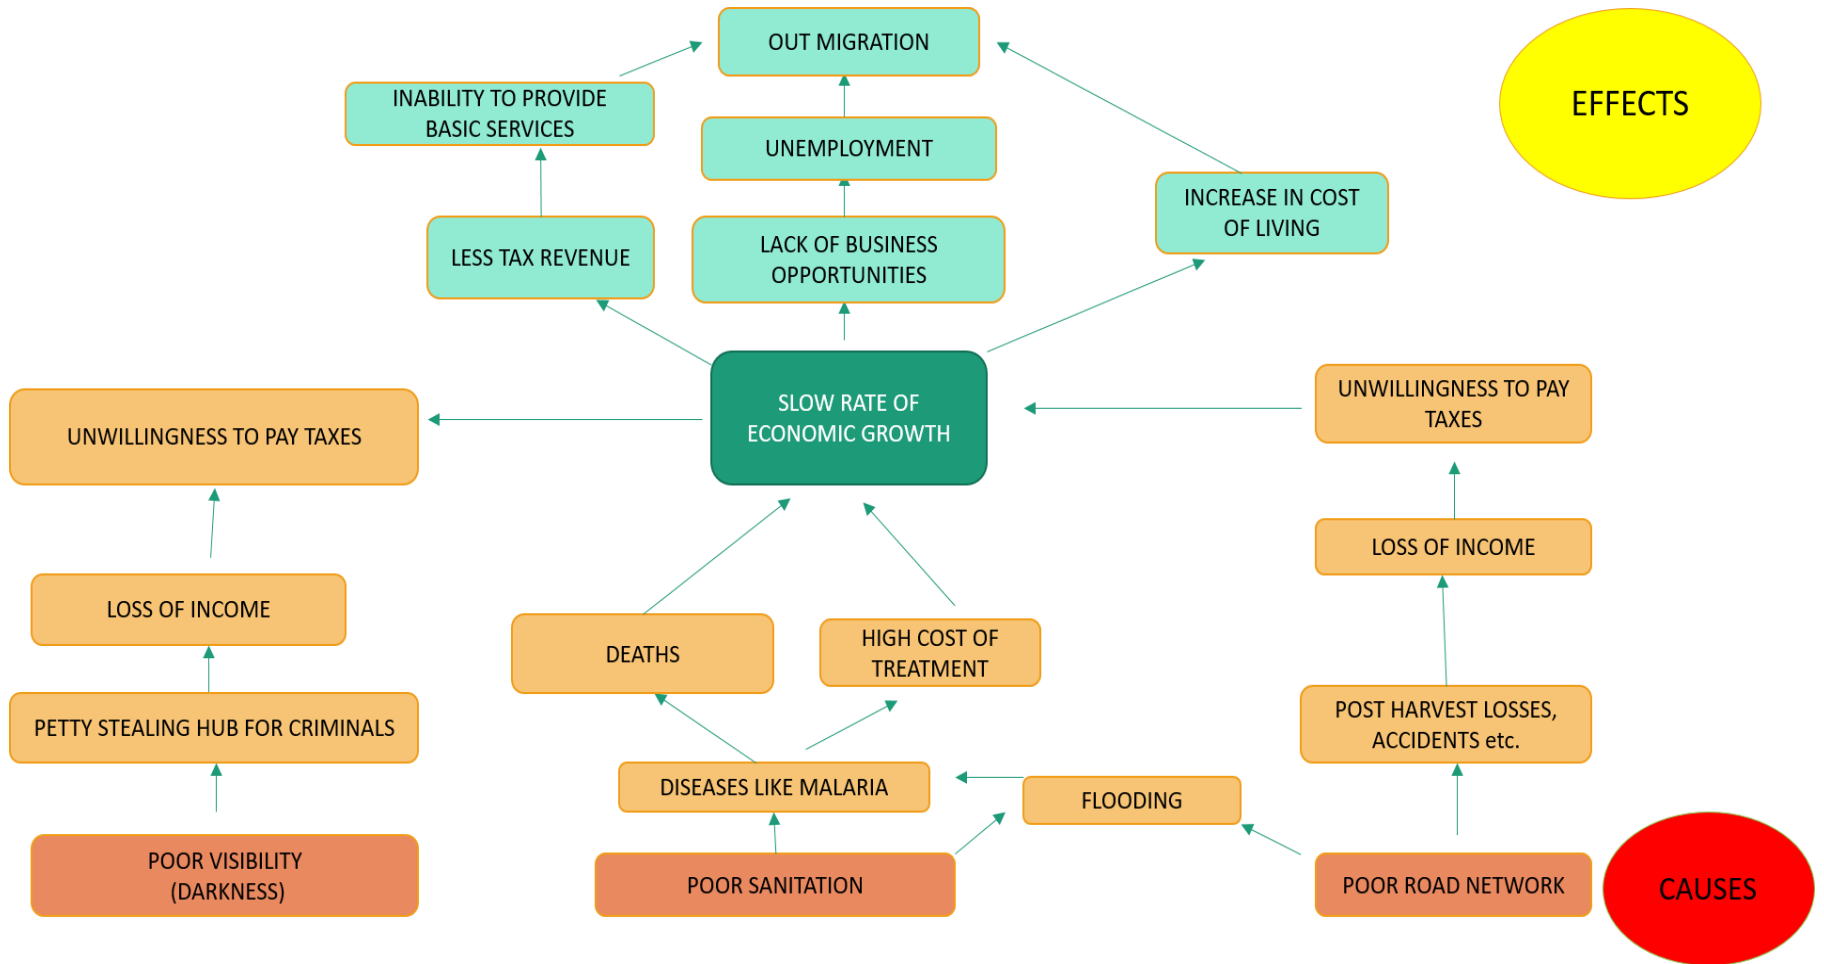 OUT MIGRATION
EFFECTS
INABILITY TO PROVIDE
BASIC SERVICES
UNEMPLOYMENT
INCREASE IN COST
OF LIVING
LESS TAX REVENUE
LACK OF BUSINESS
OPPORTUNITIES
SLOW RATE OF
ECONOMIC GROWTH
UNWILLINGNESS TO PAY TAXES
UNWILLINGNESS TO PAY
TAXES
LOSS OF INCOME
LOSS OF INCOME
DEATHS
HIGH COST OF
TREATMENT
PETTY STEALING HUB FOR CRIMINALS
POST HARVEST LOSSES,
ACCIDENTS etc.
DISEASES LIKE MALARIA
FLOODING
POOR VISIBILITY
(DARKNESS)
POOR SANITATION
POOR ROAD NETWORK
CAUSES